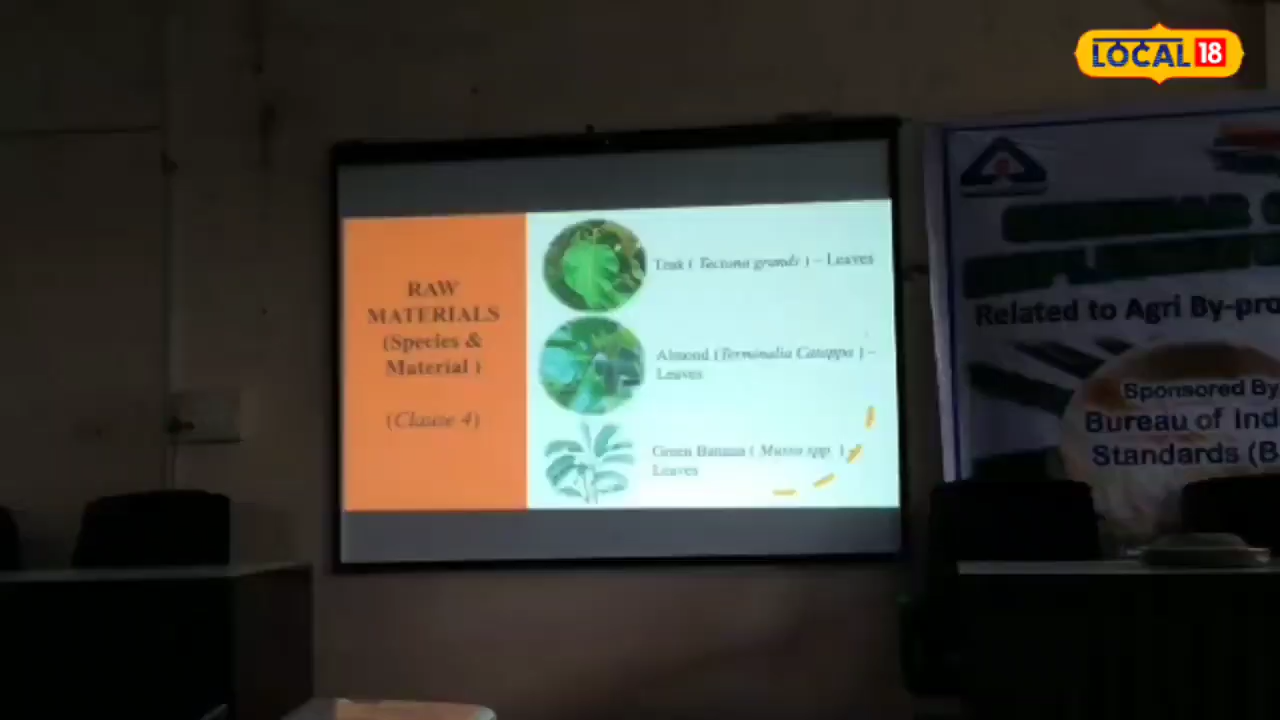 LOCAL 18
RAW
MATERIALS
(Species &
Material )
(Clause 4)
Teak ( Tectona grandis ) – Leaves
Almond (Terminalia Catappa ) –
Leaves
Green Banana ( Musa spp. ) –
Leaves
Related to Agri By-pro
Sponsored By
Bureau of Ind
Standards (B